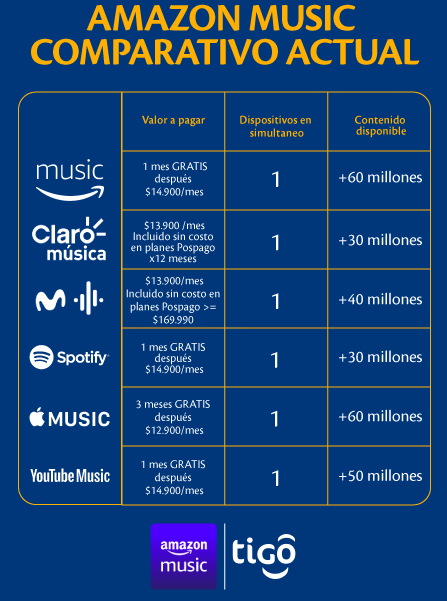 AMAZON MUSIC
COMPARATIVO ACTUAL
Valor a pagar
Dispositivos en
simultaneo
Contenido
disponible
music
1 mes GRATIS
después
$14.900/mes
1
+60 millones
Claro
música
$13.900 /mes
Incluido sin costo
en planes Pospago
x12 meses
1
+30 millones
$13.900/mes
Incluido sin costo en
planes Pospago >=
$169.990
1
+40 millones
Spotify
1 mes GRATIS
después
$14.900/mes
1
+30 millones
MUSIC
3 meses GRATIS
después
$12.900/mes
1
+60 millones
YouTube Music
1 mes GRATIS
después
$14.900/mes
1
+50 millones
amazon
music
tigo